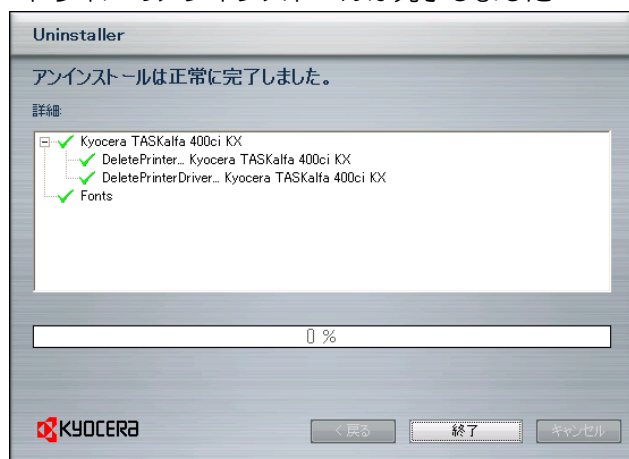 Uninstaller
アンインストールは正常に完了しました。
詳細:
Kyocera TASKalfa 400ci KX
DeletePrinter... Kyocera TASKalfa 400ci KX
DeletePrinterDriver... Kyocera TASKalfa 400ci KX
Fonts
0 %
KYOCERA
< 戻る
終了
キャンセル